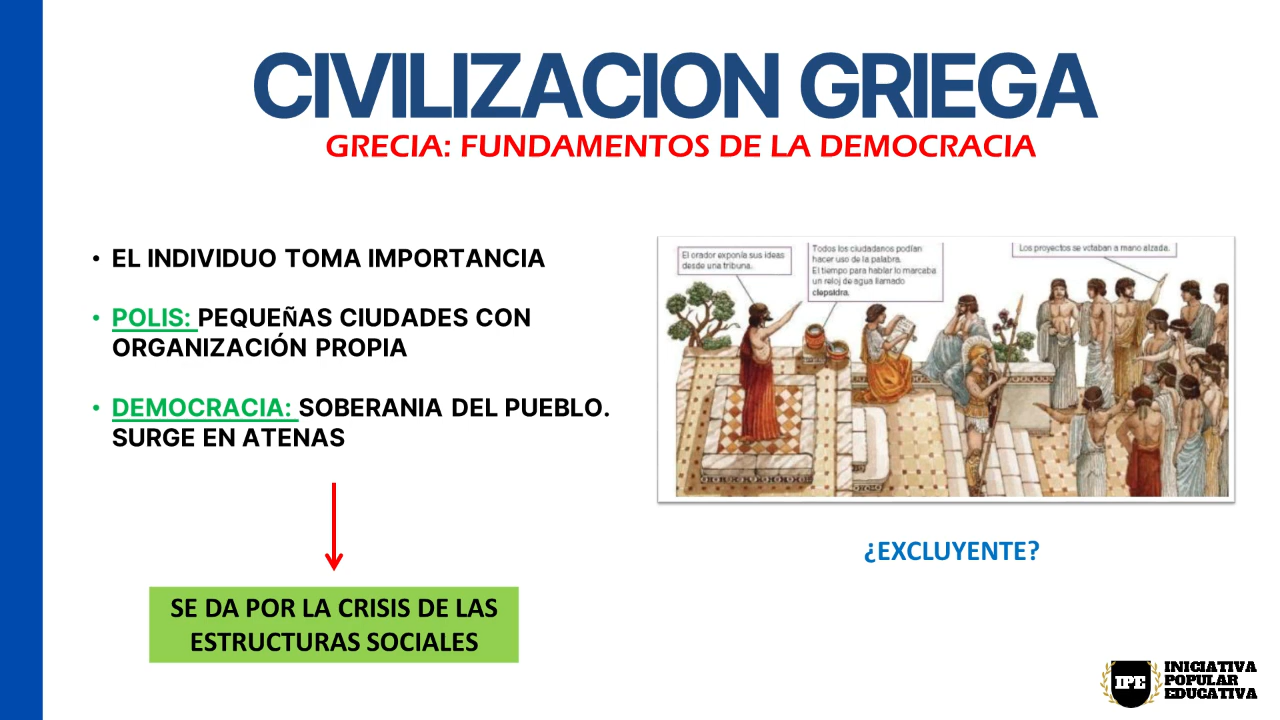 CIVILIZACION GRIEGA
GRECIA: FUNDAMENTOS DE LA DEMOCRACIA
• EL INDIVIDUO TOMA IMPORTANCIA
• POLIS: PEQUEÑAS CIUDADES CON
ORGANIZACIÓN PROPIA
• DEMOCRACIA: SOBERANIA DEL PUEBLO.
SURGE EN ATENAS
SE DA POR LA CRISIS DE LAS
ESTRUCTURAS SOCIALES
El orador exponía sus ideas
desde una tribuna.
Todos los ciudadanos podían
hacer uso de la palabra.
El tiempo para hablar lo marcaba
un reloj de agua llamado
clepsidra.
Los proyectos se votaban a mano alzada.
¿EXCLUYENTE?
IPE
INICIATIVA
POPULAR
EDUCATIVA